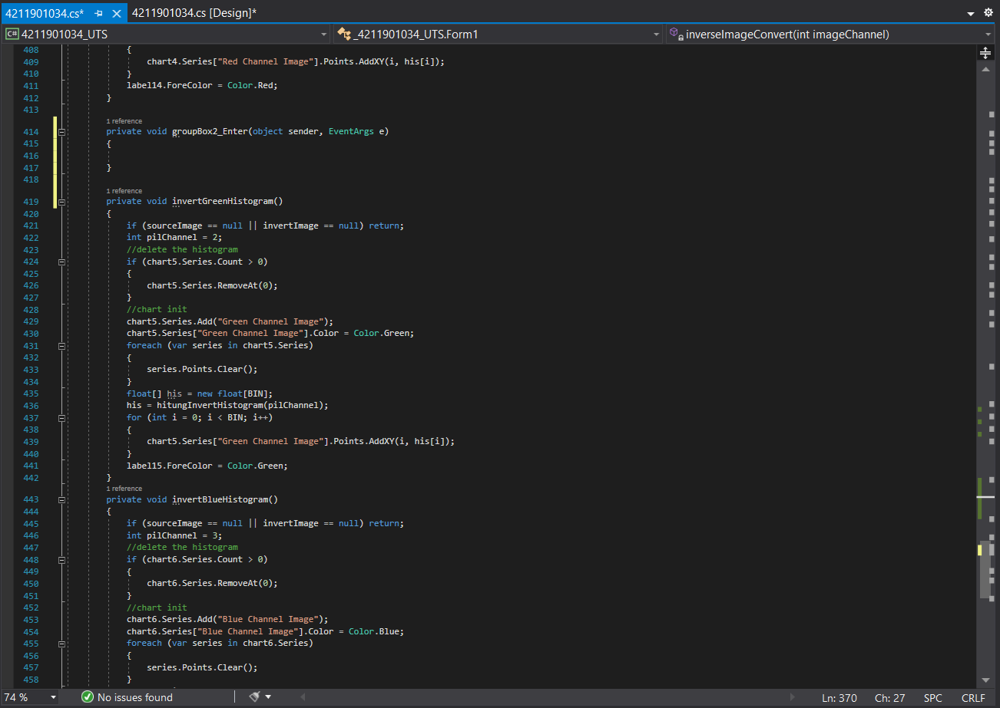 4211901034.cs*
4211901034.cs [Design]*
C# 4211901034_UTS
_4211901034_UTS.Form1
inverseImageConvert(int imageChannel)
408 {
409 chart4.Series["Red Channel Image"].Points.AddXY(i, his[i]);
410 }
411 label14.ForeColor = Color.Red;
412 }
413
1 reference
414 private void groupBox2_Enter(object sender, EventArgs e)
415 {
416
417 }
418
1 reference
419 private void invertGreenHistogram()
420 {
421 if (sourceImage == null || invertImage == null) return;
422 int pilChannel = 2;
423 //delete the histogram
424 if (chart5.Series.Count > 0)
425 {
426 chart5.Series.RemoveAt(0);
427 }
428 //chart init
429 chart5.Series.Add("Green Channel Image");
430 chart5.Series["Green Channel Image"].Color = Color.Green;
431 foreach (var series in chart5.Series)
432 {
433 series.Points.Clear();
434 }
435 float[] his = new float[BIN];
436 his = hitungInvertHistogram(pilChannel);
437 for (int i = 0; i < BIN; i++)
438 {
439 chart5.Series["Green Channel Image"].Points.AddXY(i, his[i]);
440 }
441 label15.ForeColor = Color.Green;
442 }
1 reference
443 private void invertBlueHistogram()
444 {
445 if (sourceImage == null || invertImage == null) return;
446 int pilChannel = 3;
447 //delete the histogram
448 if (chart6.Series.Count > 0)
449 {
450 chart6.Series.RemoveAt(0);
451 }
452 //chart init
453 chart6.Series.Add("Blue Channel Image");
454 chart6.Series["Blue Channel Image"].Color = Color.Blue;
455 foreach (var series in chart6.Series)
456 {
457 series.Points.Clear();
458 }
74 % No issues found Ln: 370 Ch: 27 SPC CRLF